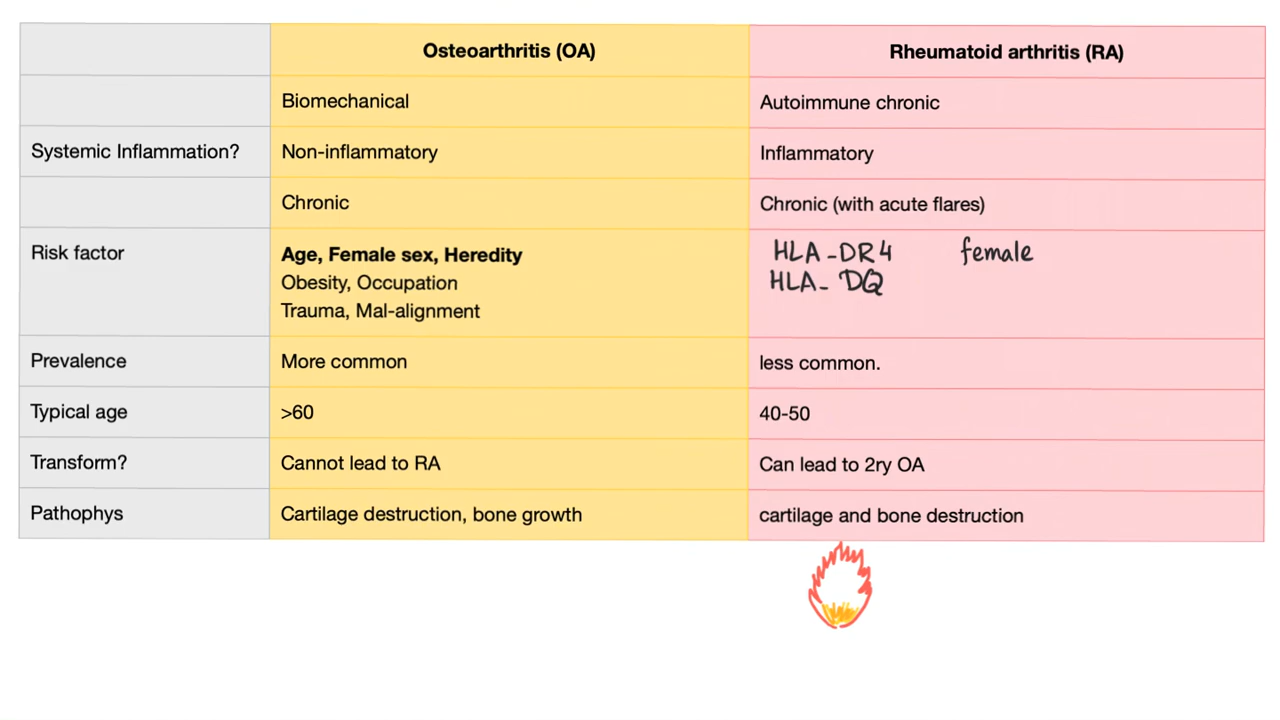 Osteoarthritis (OA) Rheumatoid arthritis (RA)
Biomechanical Autoimmune chronic
Systemic Inflammation? Non-inflammatory Inflammatory
Chronic Chronic (with acute flares)
Risk factor Age, Female sex, Heredity HLA-DR4 female
Obesity, Occupation HLA- DQ
Trauma, Mal-alignment
Prevalence More common less common.
Typical age >60 40-50
Transform? Cannot lead to RA Can lead to 2ry OA
Pathophys Cartilage destruction, bone growth cartilage and bone destruction